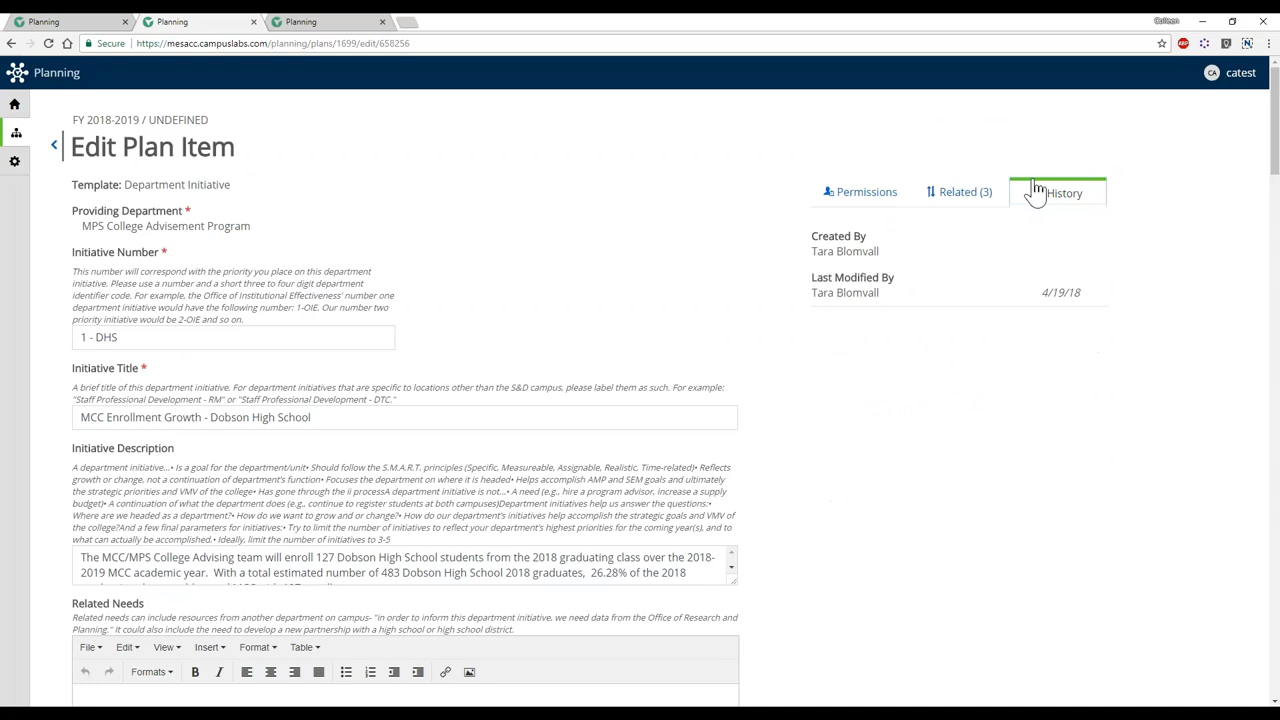 Planning
Planning
Planning
Colleen
Secure
https://mesacc.campuslabs.com/planning/plans/1699/edit/658256
Planning
CA catest
FY 2018-2019 / UNDEFINED
Edit Plan Item
Template: Department Initiative
Permissions
Related (3)
History
Providing Department *
MPS College Advisement Program
Created By
Tara Blomvall
Last Modified By
Tara Blomvall 4/19/18
Initiative Number *
This number will correspond with the priority you place on this department
initiative. Please use a number and a short three to four digit department
identifier code. For example, the Office of Institutional Effectiveness' number one
department initiative would have the following number: 1-OIE. Our number two
priority initiative would be 2-OIE and so on.
1 - DHS
Initiative Title *
A brief title of this department initiative. For department initiatives that are specific to locations other than the S&D campus, please label them as such. For example:
"Staff Professional Development - RM" or "Staff Professional Development - DTC."
MCC Enrollment Growth - Dobson High School
Initiative Description
A department initiative...• Is a goal for the department/unit• Should follow the S.M.A.R.T. principles (Specific, Measureable, Assignable, Realistic, Time-related)• Reflects
growth or change, not a continuation of department's function• Focuses the department on where it is headed• Helps accomplish AMP and SEM goals and ultimately
the strategic priorities and VMV of the college• Has gone through the ii processA department initiative is not...• A need (e.g., hire a program advisor, increase a supply
budget)• A continuation of what the department does (e.g., continue to register students at both campuses)Department initiatives help us answer the questions:•
Where are we headed as a department?• How do we want to grow and or change?• How do our department's initiatives help accomplish the strategic goals and VMV of
the college?And a few final parameters for initiatives:• Try to limit the number of initiatives to reflect your department's highest priorities for the coming year(s), and to
what can actually be accomplished.• Ideally, limit the number of initiatives to 3-5
The MCC/MPS College Advising team will enroll 127 Dobson High School students from the 2018 graduating class over the 2018-
2019 MCC academic year. With a total estimated number of 483 Dobson High School 2018 graduates, 26.28% of the 2018
Related Needs
Related needs can include resources from another department on campus- "in order to inform this department initiative, we need data from the Office of Research and
Planning." It could also include the need to develop a new partnership with a high school or high school district.
File Edit View Insert Format Table
Formats B I